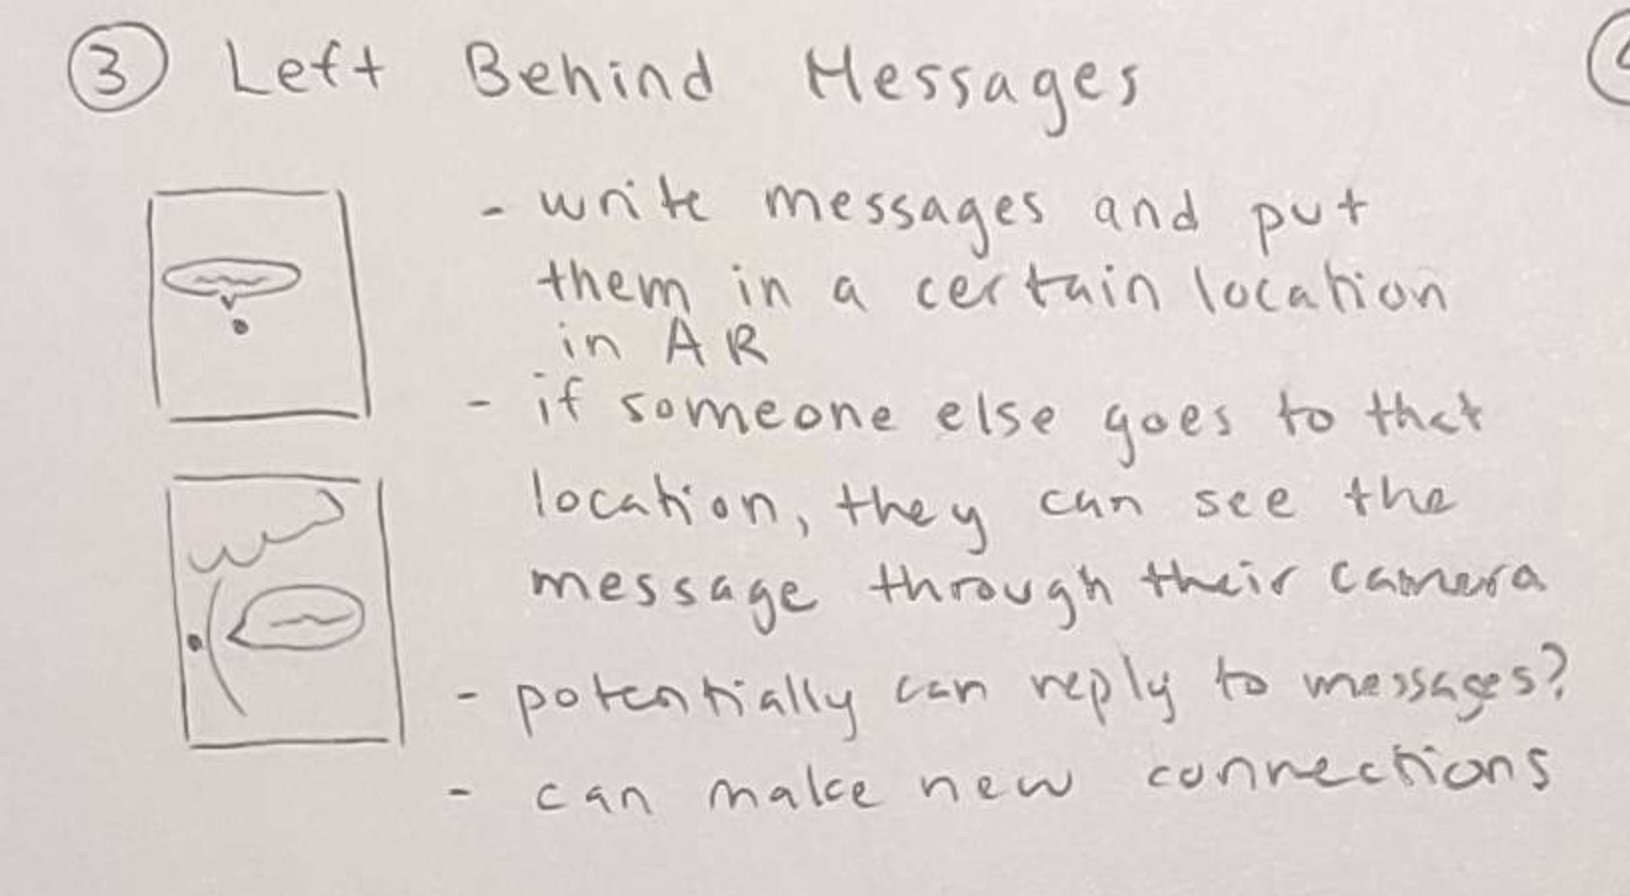 3 Left Behind Messages
- write messages and put
them in a certain location
in AR
- if someone else goes to that
location, they can see the
message through their camera
- potentially can reply to messages?
- can make new connections